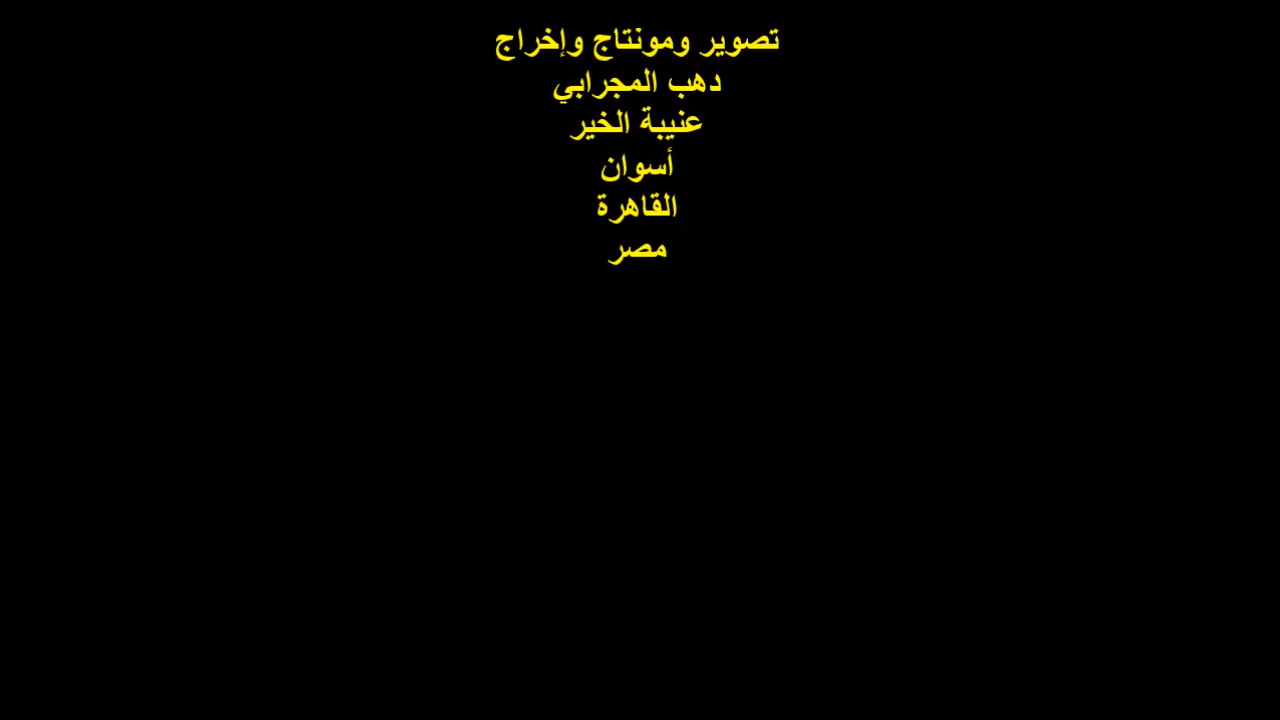 تصوير ومونتاج وإخراج
دهب المجرابي
عنيبة الخير
أسوان
القاهرة
مصر